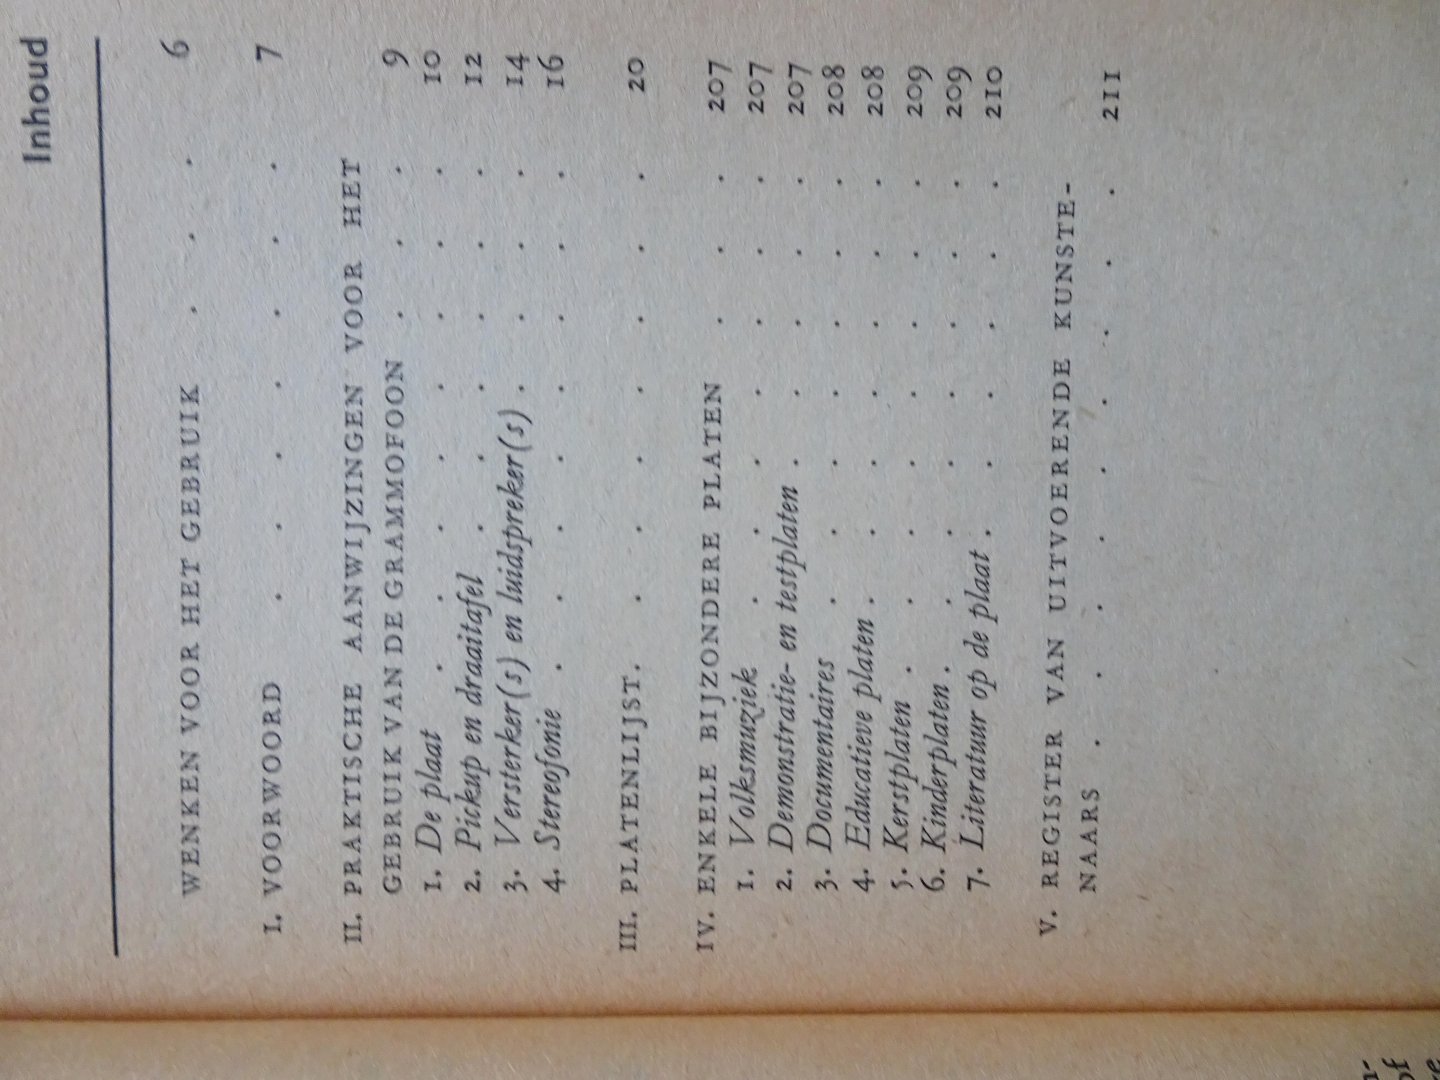 Inhoud
WENKEN VOOR HET GEBRUIK . . . 6
I. VOORWOORD . . . . . . . 7
II. PRAKTISCHE AANWIJZINGEN VOOR HET
GEBRUIK VAN DE GRAMMOFOON . . . 9
1. De plaat . . . . . . . . 10
2. Pickup en draaitafel . . . . . . 12
3. Versterker(s) en luidspreker(s) . . . . 14
4. Stereofonie . . . . . . . . 16
III. PLATENLIJST . . . . . . . . 20
IV. ENKELE BIJZONDERE PLATEN . . . 207
1. Volksmuziek . . . . . . . 207
2. Demonstratie- en testplaten . . . . . 207
3. Documentaires . . . . . . . 208
4. Educatieve platen . . . . . . . 208
5. Kerstplaten . . . . . . . . 209
6. Kinderplaten . . . . . . . . 209
7. Literatuur op de plaat . . . . . . 210
V. REGISTER VAN UITVOERENDE KUNSTE-
NAARS . . . . . . . . . 211
of